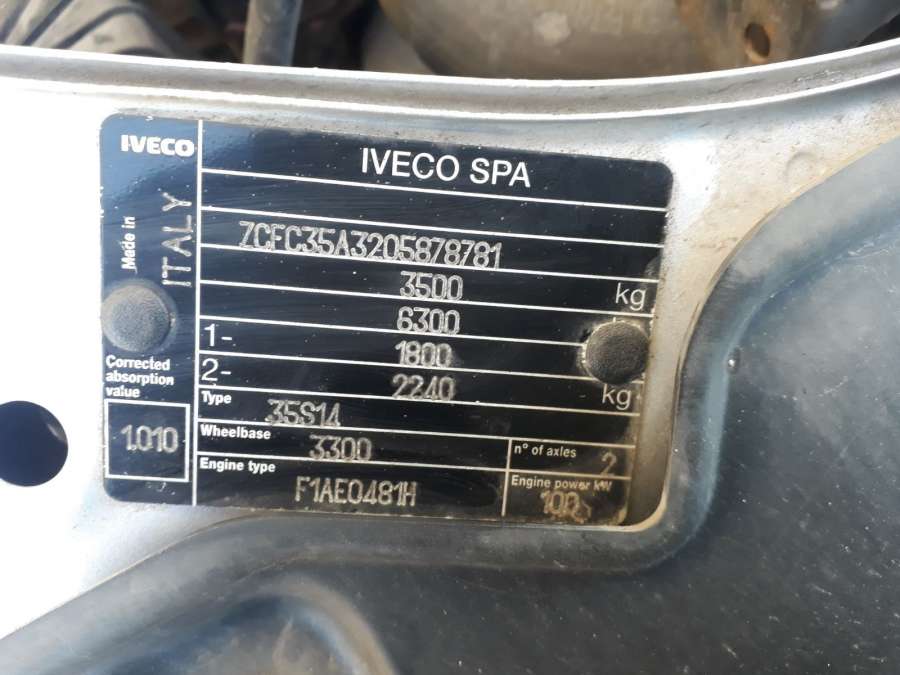 IVECO
IVECO SPA
Made in
ITALY
ZCFC35A3205878781
3500 kg
6300
1- 1800
2- 2240 kg
Type 35S14
Wheelbase 3300
n° of axles 2
Engine type F1AE0481H
Engine power kW 100
Corrected
absorption
value
1.010